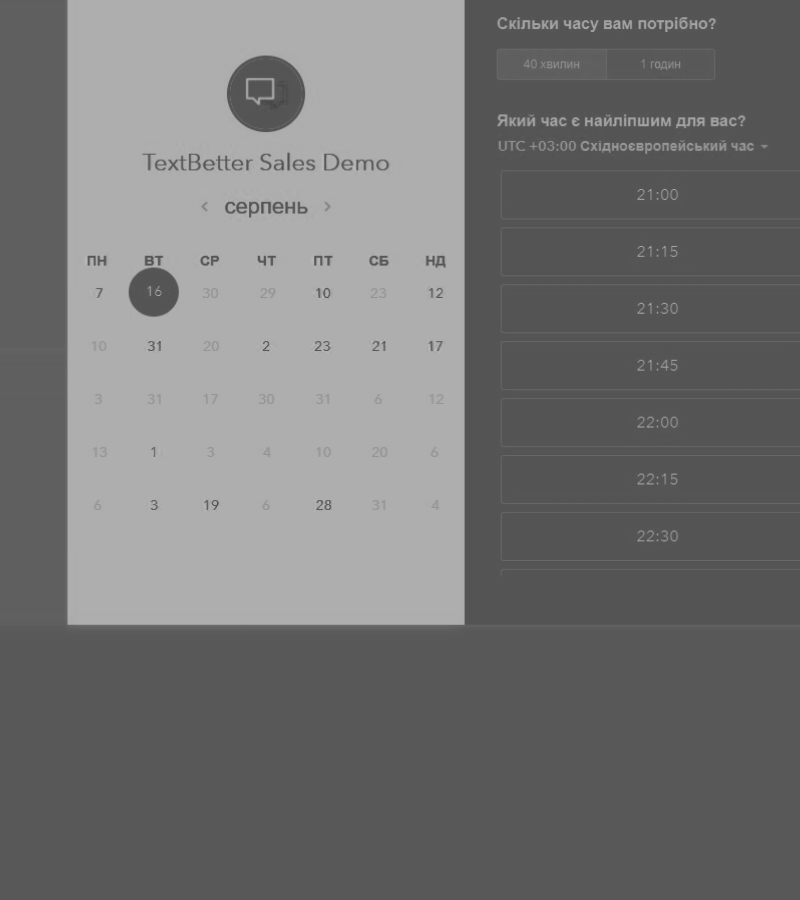 TextBetter Sales Demo
серпень
ПН ВТ СР ЧТ ПТ СБ НД
7 16 30 29 10 23 12
10 31 20 2 23 21 17
3 31 17 30 31 6 12
13 1 3 4 10 20 6
6 3 19 6 28 31 4
Скільки часу вам потрібно?
40 хвилин 1 годин
Який час є найліпшим для вас?
UTC +03:00 Східноєвропейський час
21:00
21:15
21:30
21:45
22:00
22:15
22:30